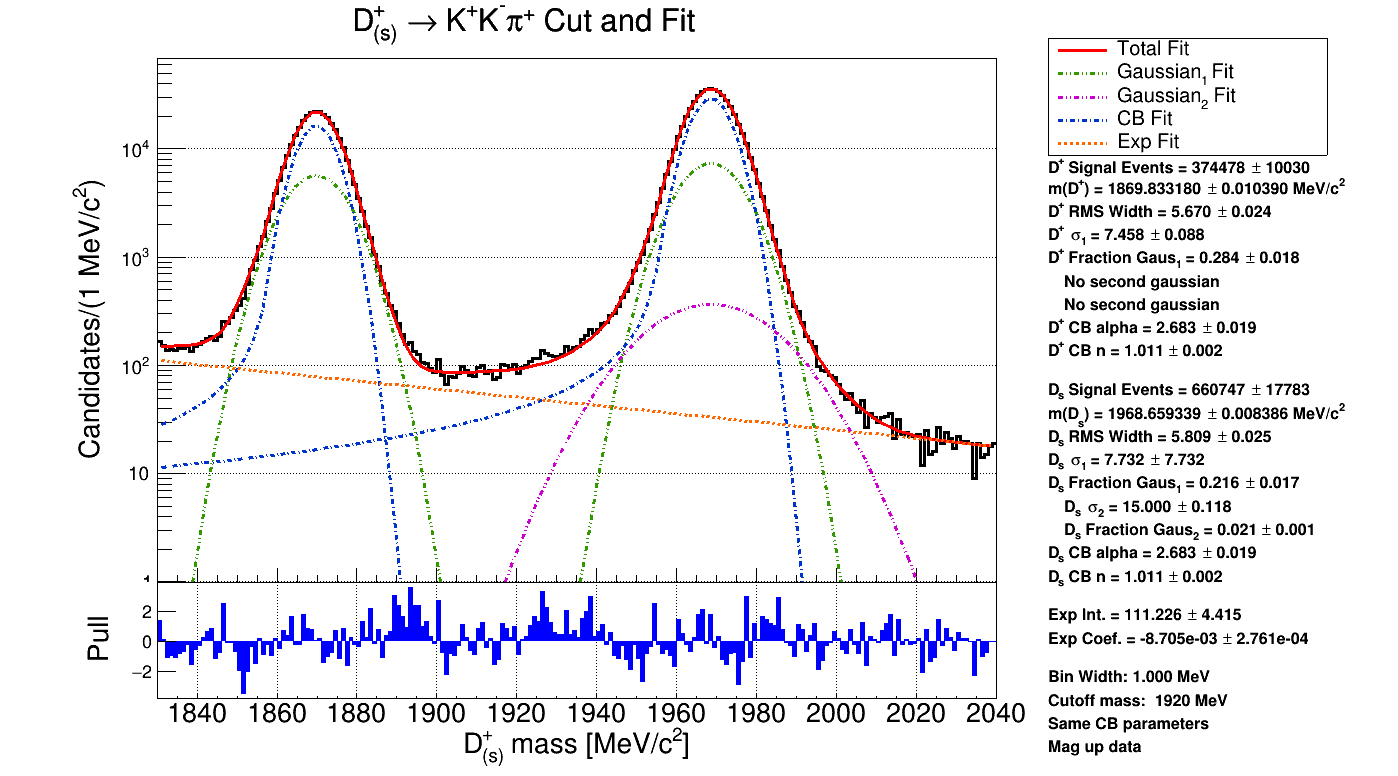 D⁺₍ₛ₎ → K⁺K⁻π⁺ Cut and Fit
Candidates/(1 MeV/c²)
10⁴
10³
10²
10
1
Pull
2
0
−2
1840 1860 1880 1900 1920 1940 1960 1980 2000 2020 2040
D⁺₍ₛ₎ mass [MeV/c²]
Total Fit
Gaussian₁ Fit
Gaussian₂ Fit
CB Fit
Exp Fit
D⁺ Signal Events = 374478 ± 10030
m(D⁺) = 1869.833180 ± 0.010390 MeV/c²
D⁺ RMS Width = 5.670 ± 0.024
D⁺ σ₁ = 7.458 ± 0.088
D⁺ Fraction Gaus₁ = 0.284 ± 0.018
No second gaussian
No second gaussian
D⁺ CB alpha = 2.683 ± 0.019
D⁺ CB n = 1.011 ± 0.002
Dₛ Signal Events = 660747 ± 17783
m(Dₛ) = 1968.659339 ± 0.008386 MeV/c²
Dₛ RMS Width = 5.809 ± 0.025
Dₛ σ₁ = 7.732 ± 7.732
Dₛ Fraction Gaus₁ = 0.216 ± 0.017
Dₛ σ₂ = 15.000 ± 0.118
Dₛ Fraction Gaus₂ = 0.021 ± 0.001
Dₛ CB alpha = 2.683 ± 0.019
Dₛ CB n = 1.011 ± 0.002
Exp Int. = 111.226 ± 4.415
Exp Coef. = -8.705e-03 ± 2.761e-04
Bin Width: 1.000 MeV
Cutoff mass: 1920 MeV
Same CB parameters
Mag up data